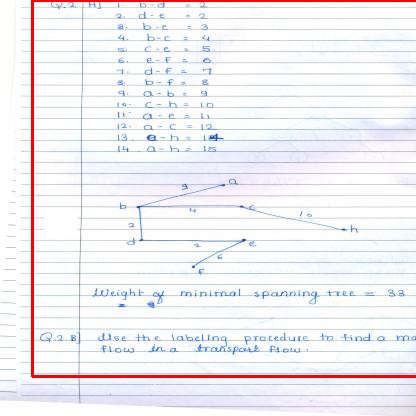 Q.2 A] 1. b-d = 2
2. d-e = 2
3. b-e = 3
4. b-c = 4
5. c-e = 5
6. e-f = 6
7. d-f = 7
8. b-f = 8
9. a-b = 9
10. c-h = 10
11. a-e = 11
12. a-c = 12
13. e-h =
14. a-h = 15
9 a
b 4 c 10
2 h
d 2 e
6
f
Weight of minimal spanning tree = 33
Q.2.B] Use the labeling procedure to find a ma
flow in a transport flow.